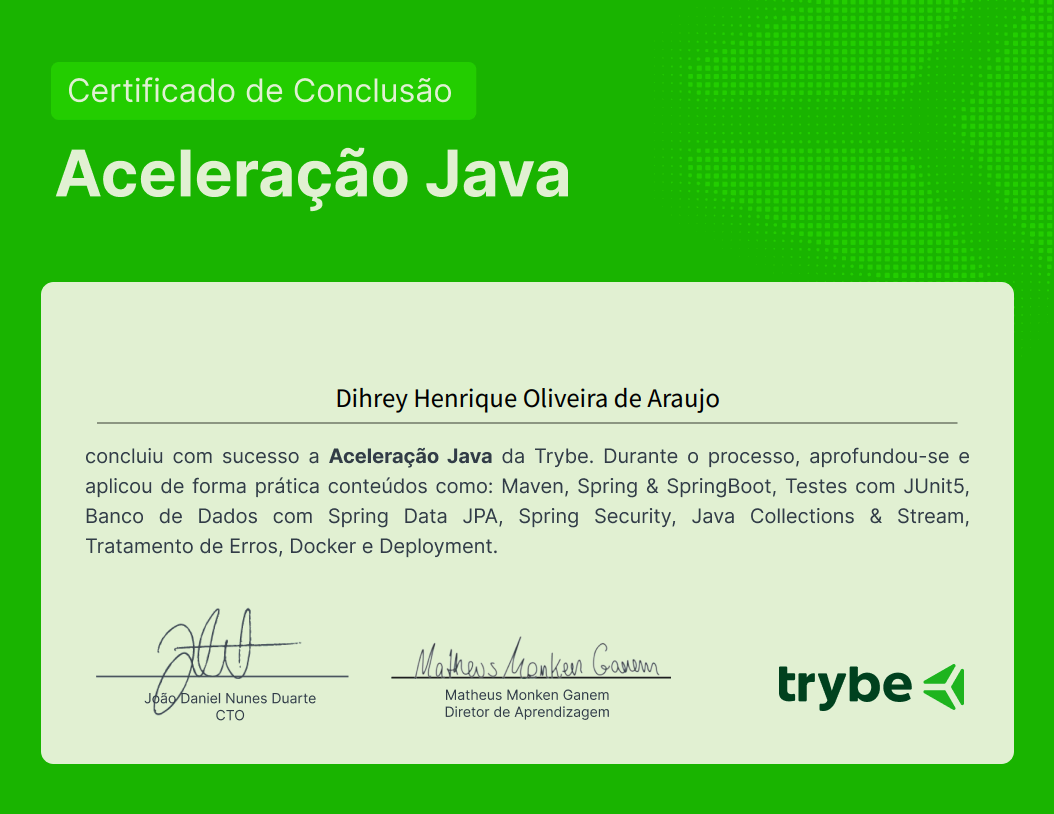 Certificado de Conclusão
Aceleração Java
Dihrey Henrique Oliveira de Araujo
concluiu com sucesso a Aceleração Java da Trybe. Durante o processo, aprofundou-se e
aplicou de forma prática conteúdos como: Maven, Spring & SpringBoot, Testes com JUnit5,
Banco de Dados com Spring Data JPA, Spring Security, Java Collections & Stream,
Tratamento de Erros, Docker e Deployment.
Matheus Monken Ganem
João Daniel Nunes Duarte
CTO
Matheus Monken Ganem
Diretor de Aprendizagem
trybe